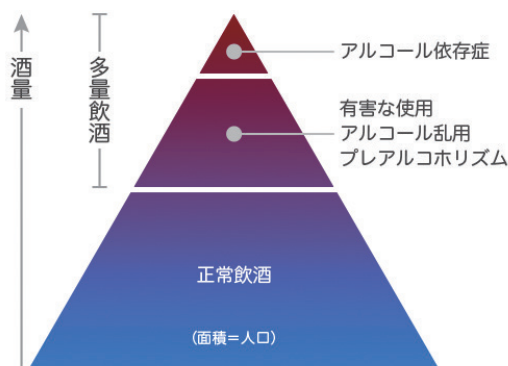 酒量
多量飲酒
アルコール依存症
有害な使用
アルコール乱用
プレアルコホリズム
正常飲酒
(面積=人口)